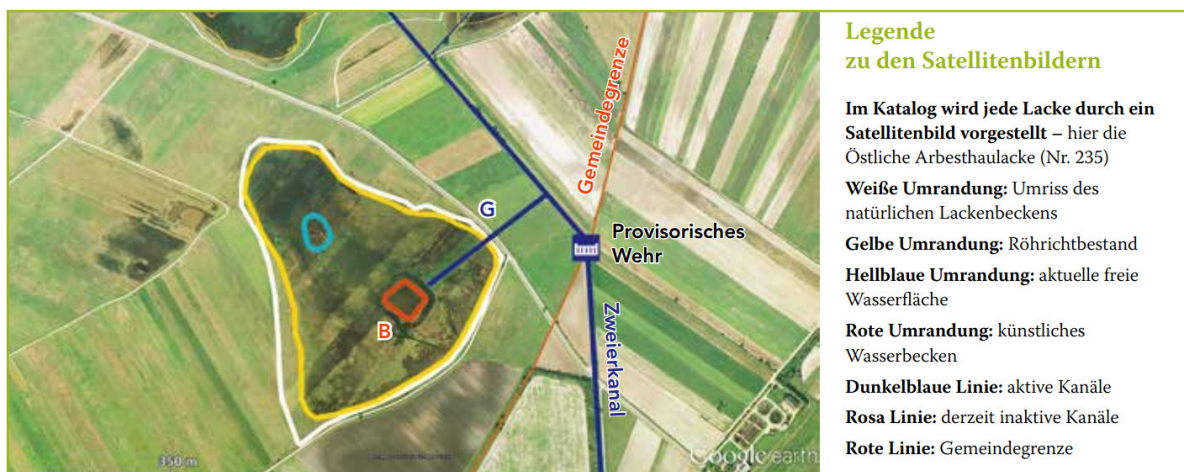 Gemeindegrenze
G
Provisorisches
Wehr
B
Zweierkanal
350 m
Google earth
Legende
zu den Satellitenbildern
Im Katalog wird jede Lacke durch ein
Satellitenbild vorgestellt – hier die
Östliche Arbesthaulacke (Nr. 235)
Weiße Umrandung: Umriss des
natürlichen Lackenbeckens
Gelbe Umrandung: Röhrichtbestand
Hellblaue Umrandung: aktuelle freie
Wasserfläche
Rote Umrandung: künstliches
Wasserbecken
Dunkelblaue Linie: aktive Kanäle
Rosa Linie: derzeit inaktive Kanäle
Rote Linie: Gemeindegrenze